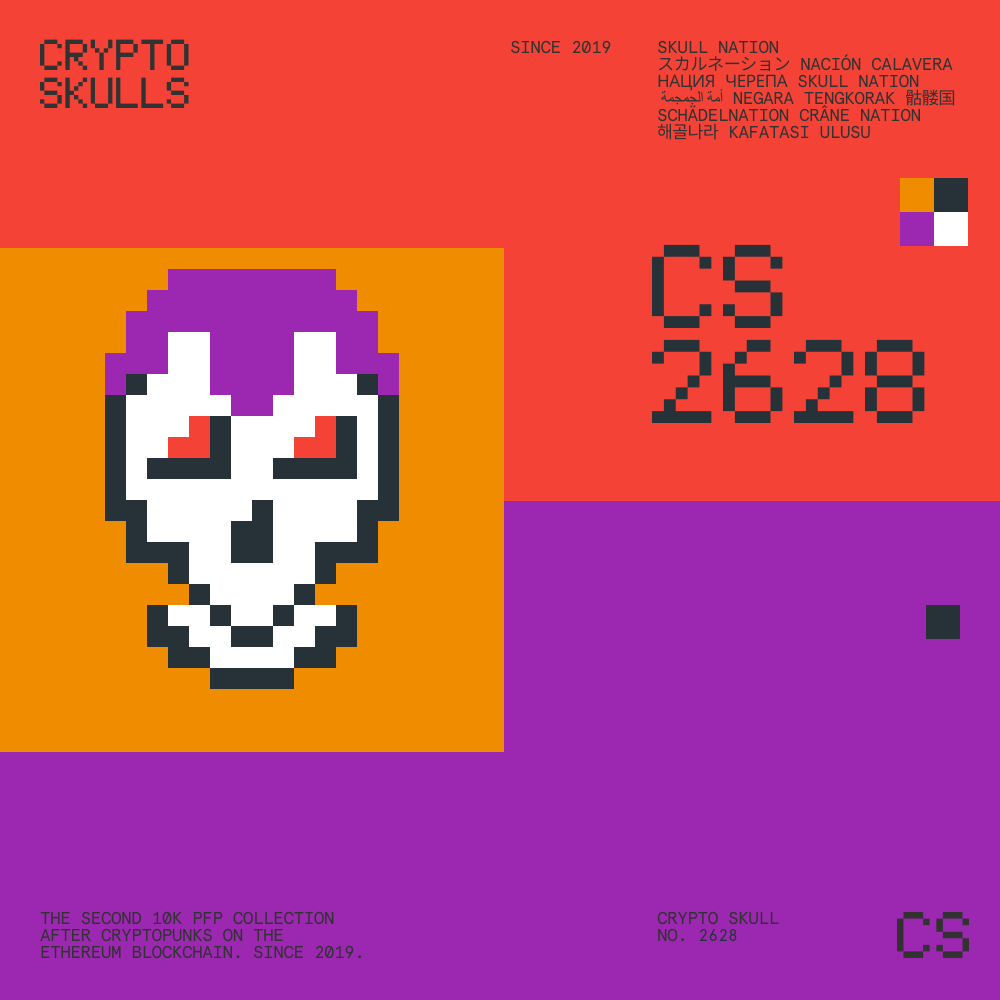 CRYPTO
SKULLS
SINCE 2019
SKULL NATION
スカルネーション NACIÓN CALAVERA
НАЦИЯ ЧЕРЕПА SKULL NATION
أمة الجمجمة NEGARA TENGKORAK 骷髅国
SCHÄDELNATION CRÂNE NATION
해골나라 KAFATASI ULUSU
CS
2628
THE SECOND 10K PFP COLLECTION
AFTER CRYPTOPUNKS ON THE
ETHEREUM BLOCKCHAIN. SINCE 2019.
CRYPTO SKULL
NO. 2628
CS